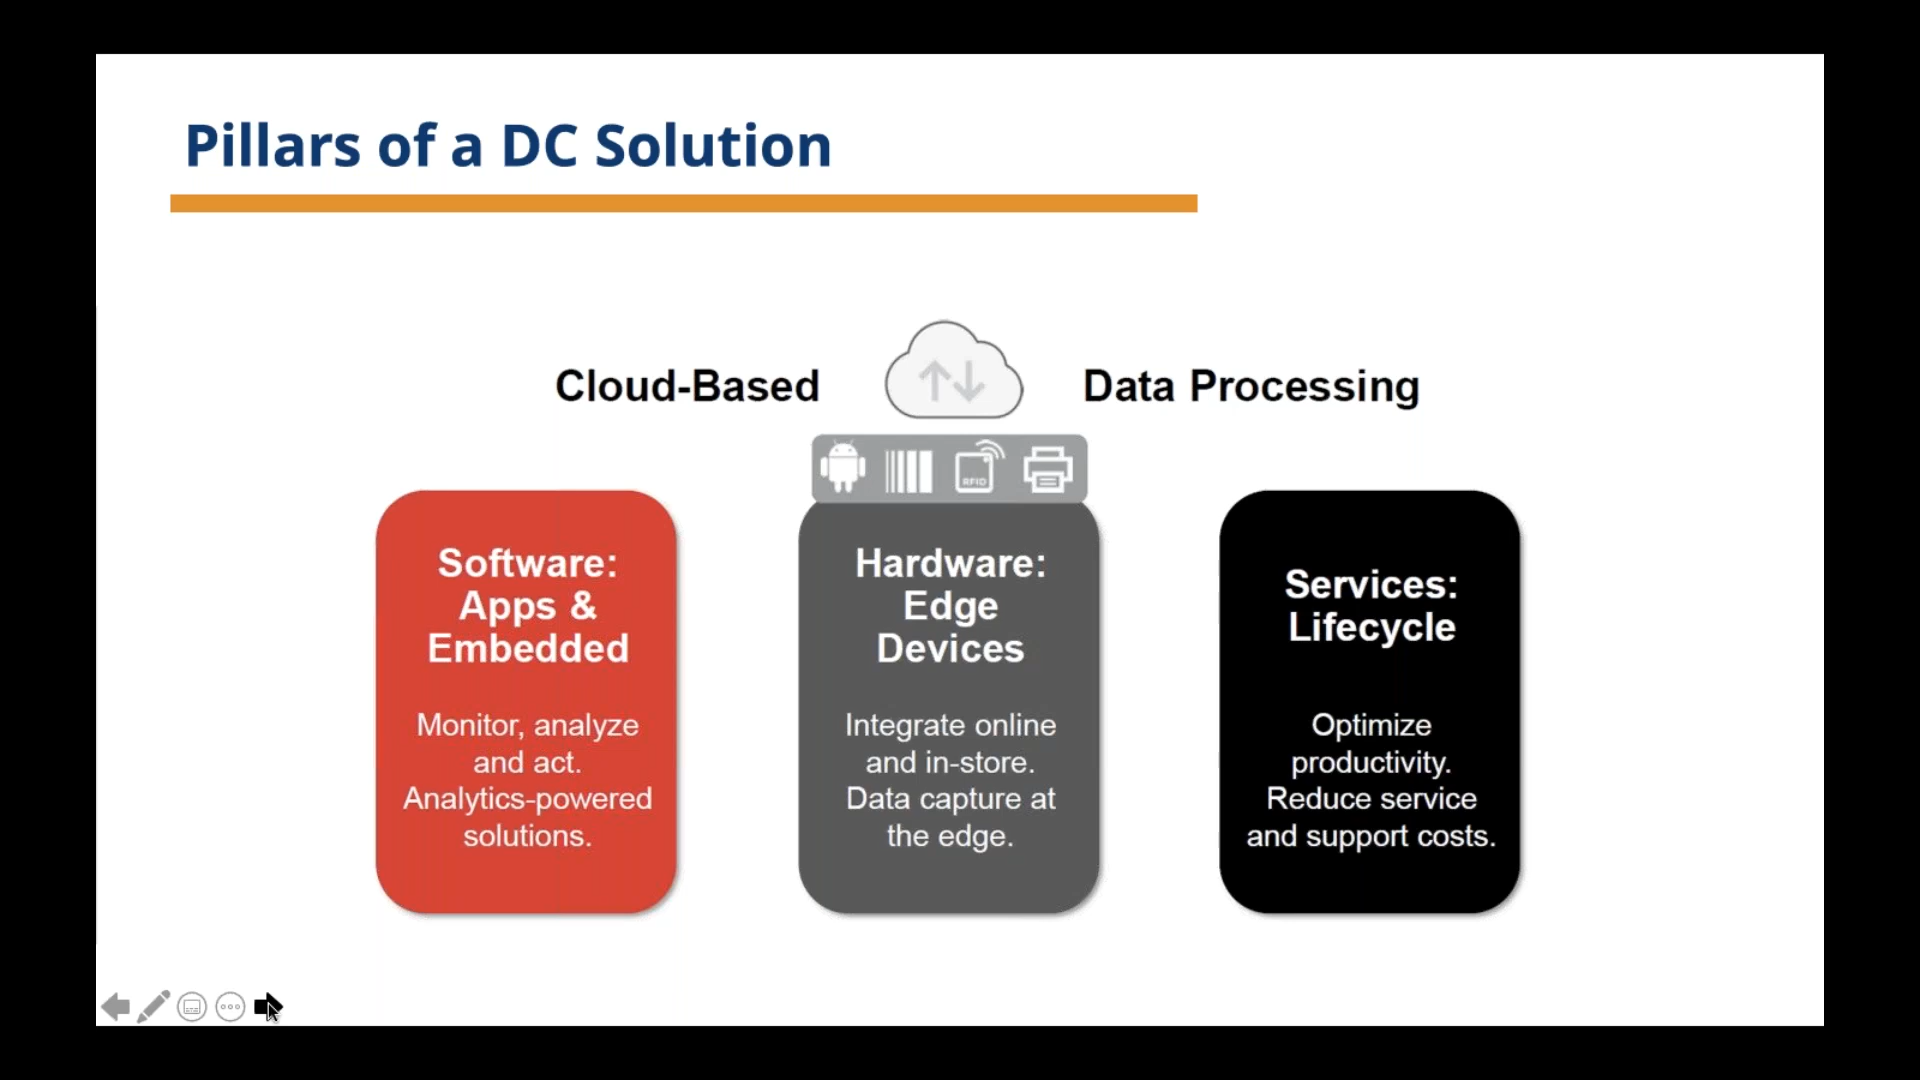 Pillars of a DC Solution
Cloud-Based
Data Processing
RFID
Software:
Apps &
Embedded
Monitor, analyze
and act.
Analytics-powered
solutions.
Hardware:
Edge
Devices
Integrate online
and in-store.
Data capture at
the edge.
Services:
Lifecycle
Optimize
productivity.
Reduce service
and support costs.